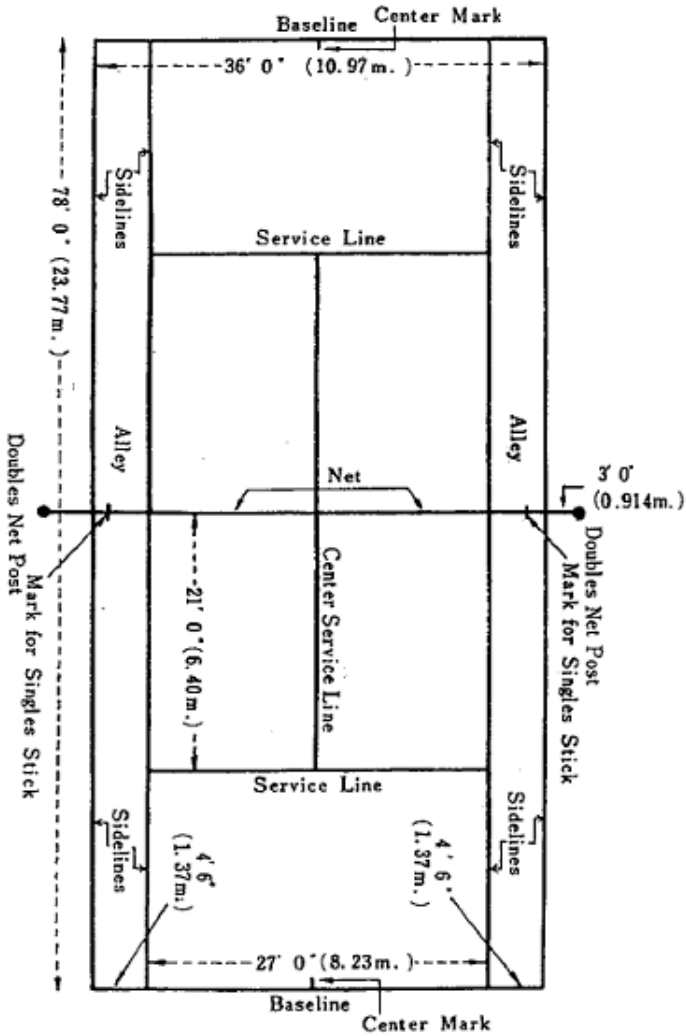 Baseline
Center Mark
36' 0" (10.97m.)
Sidelines
Sidelines
78' 0" (23.77m.)
Service Line
Alley
Alley
Net
3' 0"
(0.914m.)
Doubles Net Post
Doubles Net Post
Mark for Singles Stick
Mark for Singles Stick
21' 0" (6.40m.)
Center Service Line
Service Line
Sidelines
Sidelines
4' 6"
(1.37m.)
4' 6"
(1.37m.)
27' 0" (8.23m.)
Baseline
Center Mark